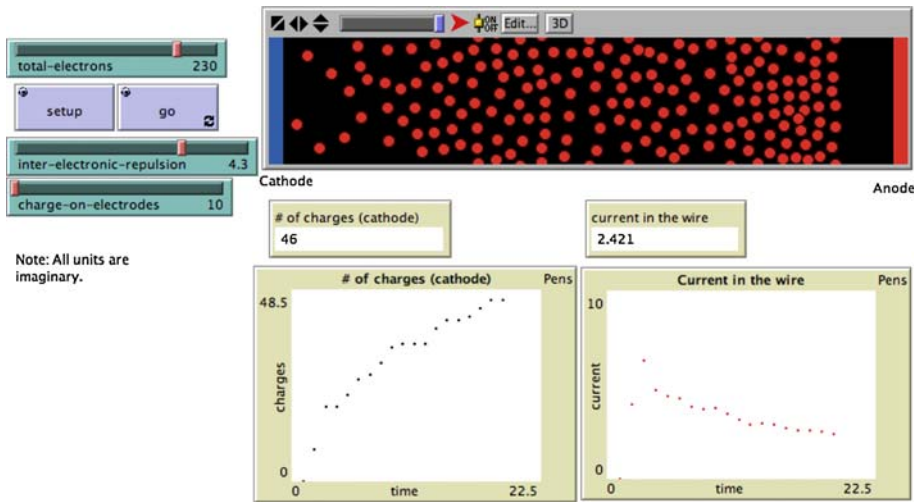 ON
OFF
Edit...
3D
total-electrons 230
setup
go
inter-electronic-repulsion 4.3
charge-on-electrodes 10
Cathode
Anode
# of charges (cathode)
46
current in the wire
2.421
Note: All units are
imaginary.
# of charges (cathode) Pens
48.5
charges
0
0 time 22.5
Current in the wire Pens
10
current
0
0 time 22.5